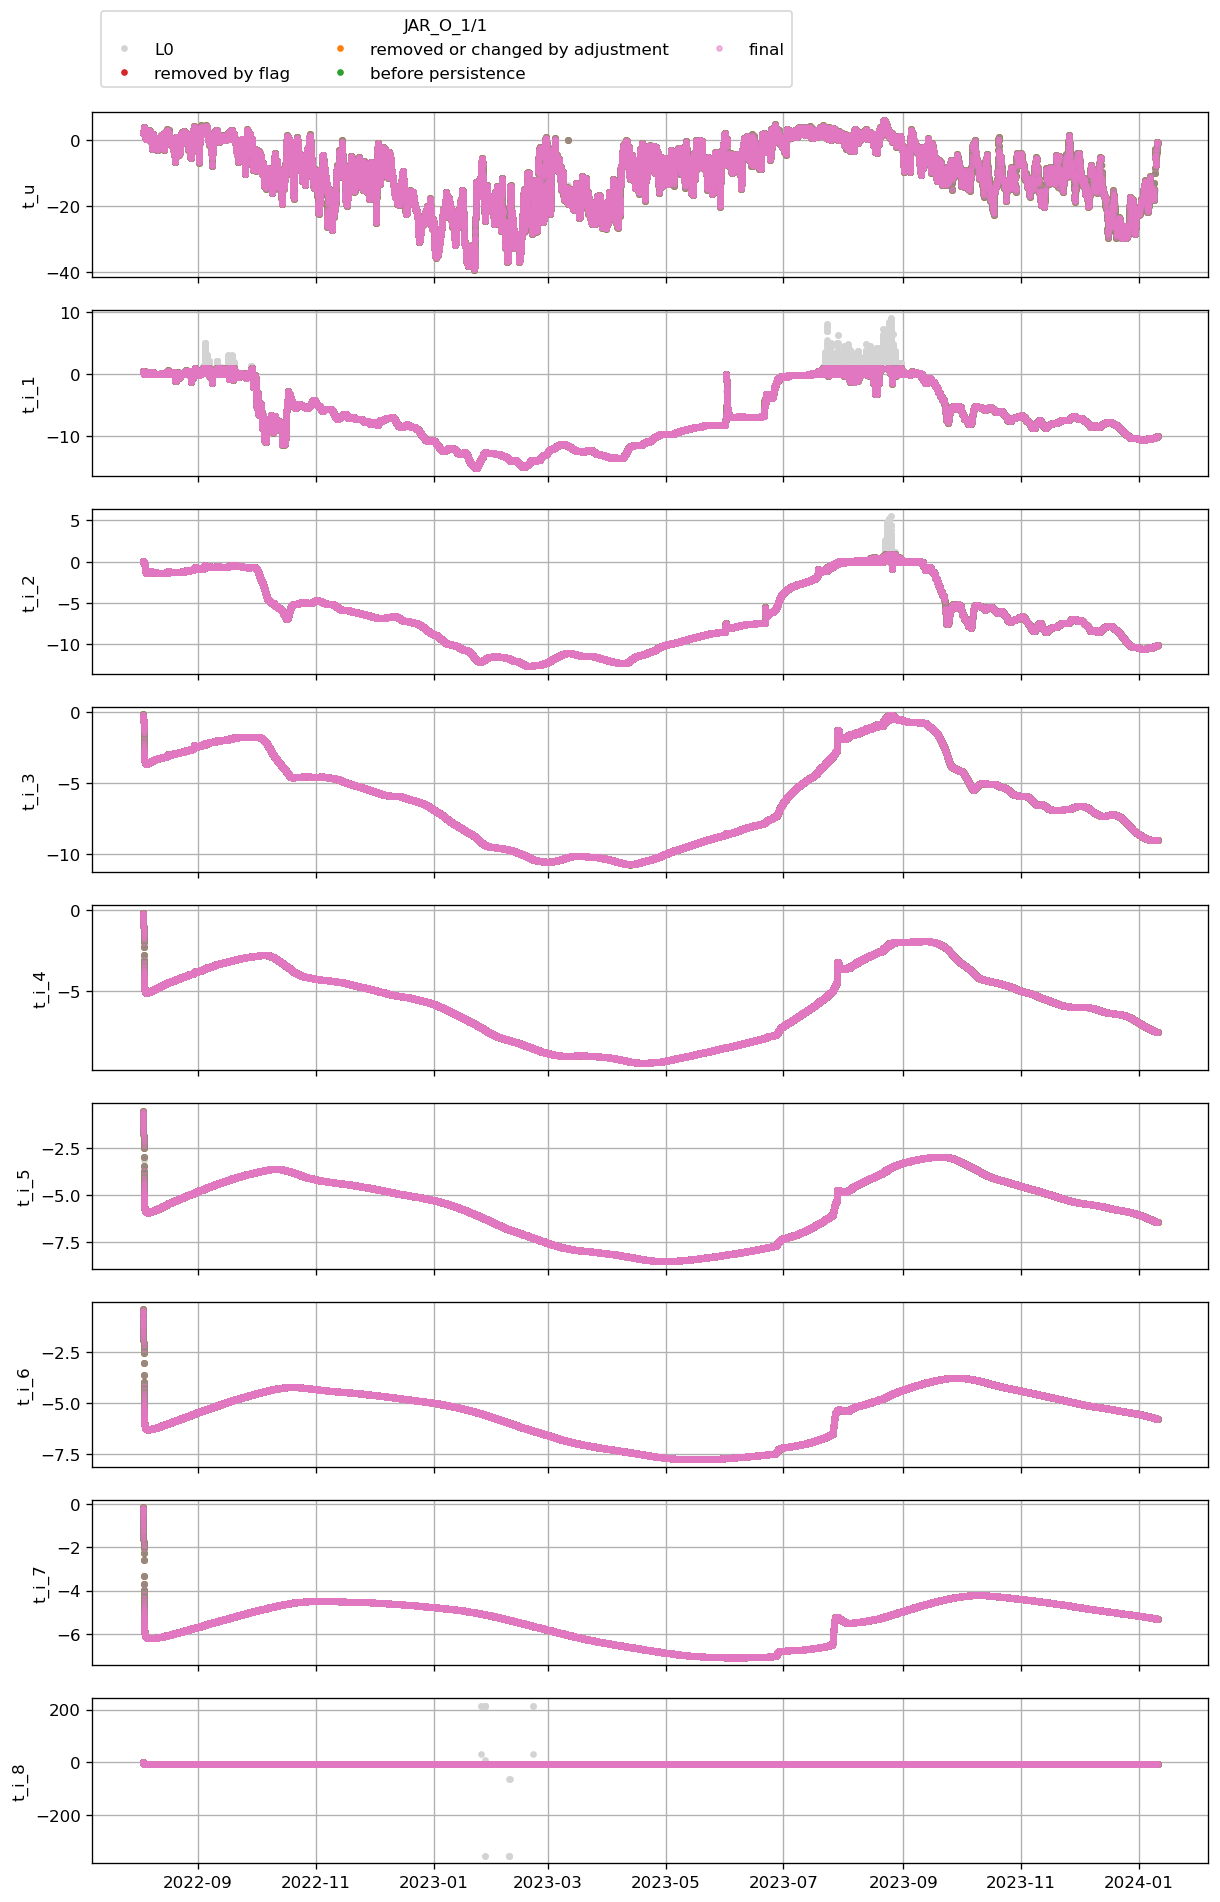 JAR_O_1/1
L0
removed by flag
removed or changed by adjustment
before persistence
final
t_u
0
−20
−40
t_i_1
10
0
−10
t_i_2
5
0
−5
−10
t_i_3
0
−5
−10
t_i_4
0
−5
t_i_5
−2.5
−5.0
−7.5
t_i_6
−2.5
−5.0
−7.5
t_i_7
0
−2
−4
−6
t_i_8
200
0
−200
2022-09 2022-11 2023-01 2023-03 2023-05 2023-07 2023-09 2023-11 2024-01